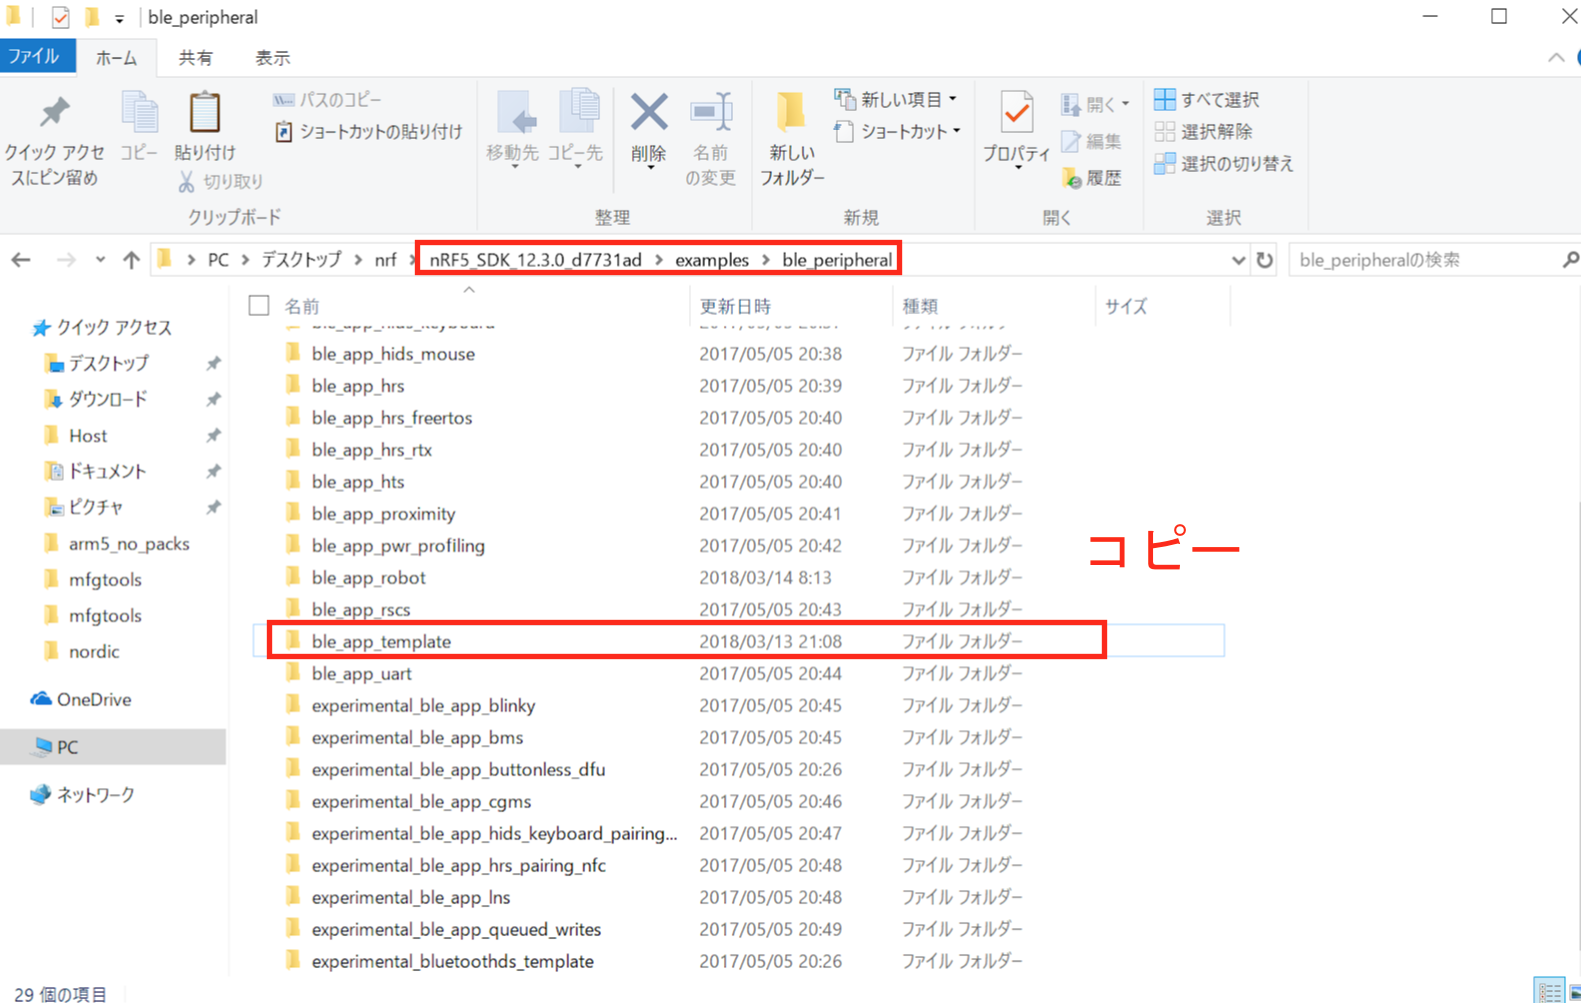 ble_peripheral
ファイル ホーム 共有 表示
クイック アクセスにピン留め
コピー
貼り付け
パスのコピー
ショートカットの貼り付け
切り取り
クリップボード
移動先
コピー先
削除
名前の変更
整理
新しいフォルダー
新しい項目
ショートカット
新規
プロパティ
開く
編集
履歴
開く
すべて選択
選択解除
選択の切り替え
選択
PC デスクトップ nrf nRF5_SDK_12.3.0_d7731ad examples ble_peripheral
ble_peripheralの検索
クイック アクセス
デスクトップ
ダウンロード
Host
ドキュメント
ピクチャ
arm5_no_packs
mfgtools
mfgtools
nordic
OneDrive
PC
ネットワーク
名前 更新日時 種類 サイズ
ble_app_hids_keyboard
ble_app_hids_mouse 2017/05/05 20:38 ファイル フォルダー
ble_app_hrs 2017/05/05 20:39 ファイル フォルダー
ble_app_hrs_freertos 2017/05/05 20:40 ファイル フォルダー
ble_app_hrs_rtx 2017/05/05 20:40 ファイル フォルダー
ble_app_hts 2017/05/05 20:40 ファイル フォルダー
ble_app_proximity 2017/05/05 20:41 ファイル フォルダー
ble_app_pwr_profiling 2017/05/05 20:42 ファイル フォルダー
ble_app_robot 2018/03/14 8:13 ファイル フォルダー
ble_app_rscs 2017/05/05 20:43 ファイル フォルダー
ble_app_template 2018/03/13 21:08 ファイル フォルダー
ble_app_uart 2017/05/05 20:44 ファイル フォルダー
experimental_ble_app_blinky 2017/05/05 20:45 ファイル フォルダー
experimental_ble_app_bms 2017/05/05 20:45 ファイル フォルダー
experimental_ble_app_buttonless_dfu 2017/05/05 20:26 ファイル フォルダー
experimental_ble_app_cgms 2017/05/05 20:46 ファイル フォルダー
experimental_ble_app_hids_keyboard_pairing... 2017/05/05 20:47 ファイル フォルダー
experimental_ble_app_hrs_pairing_nfc 2017/05/05 20:48 ファイル フォルダー
experimental_ble_app_lns 2017/05/05 20:48 ファイル フォルダー
experimental_ble_app_queued_writes 2017/05/05 20:49 ファイル フォルダー
experimental_bluetoothds_template 2017/05/05 20:26 ファイル フォルダー
コピー
29 個の項目